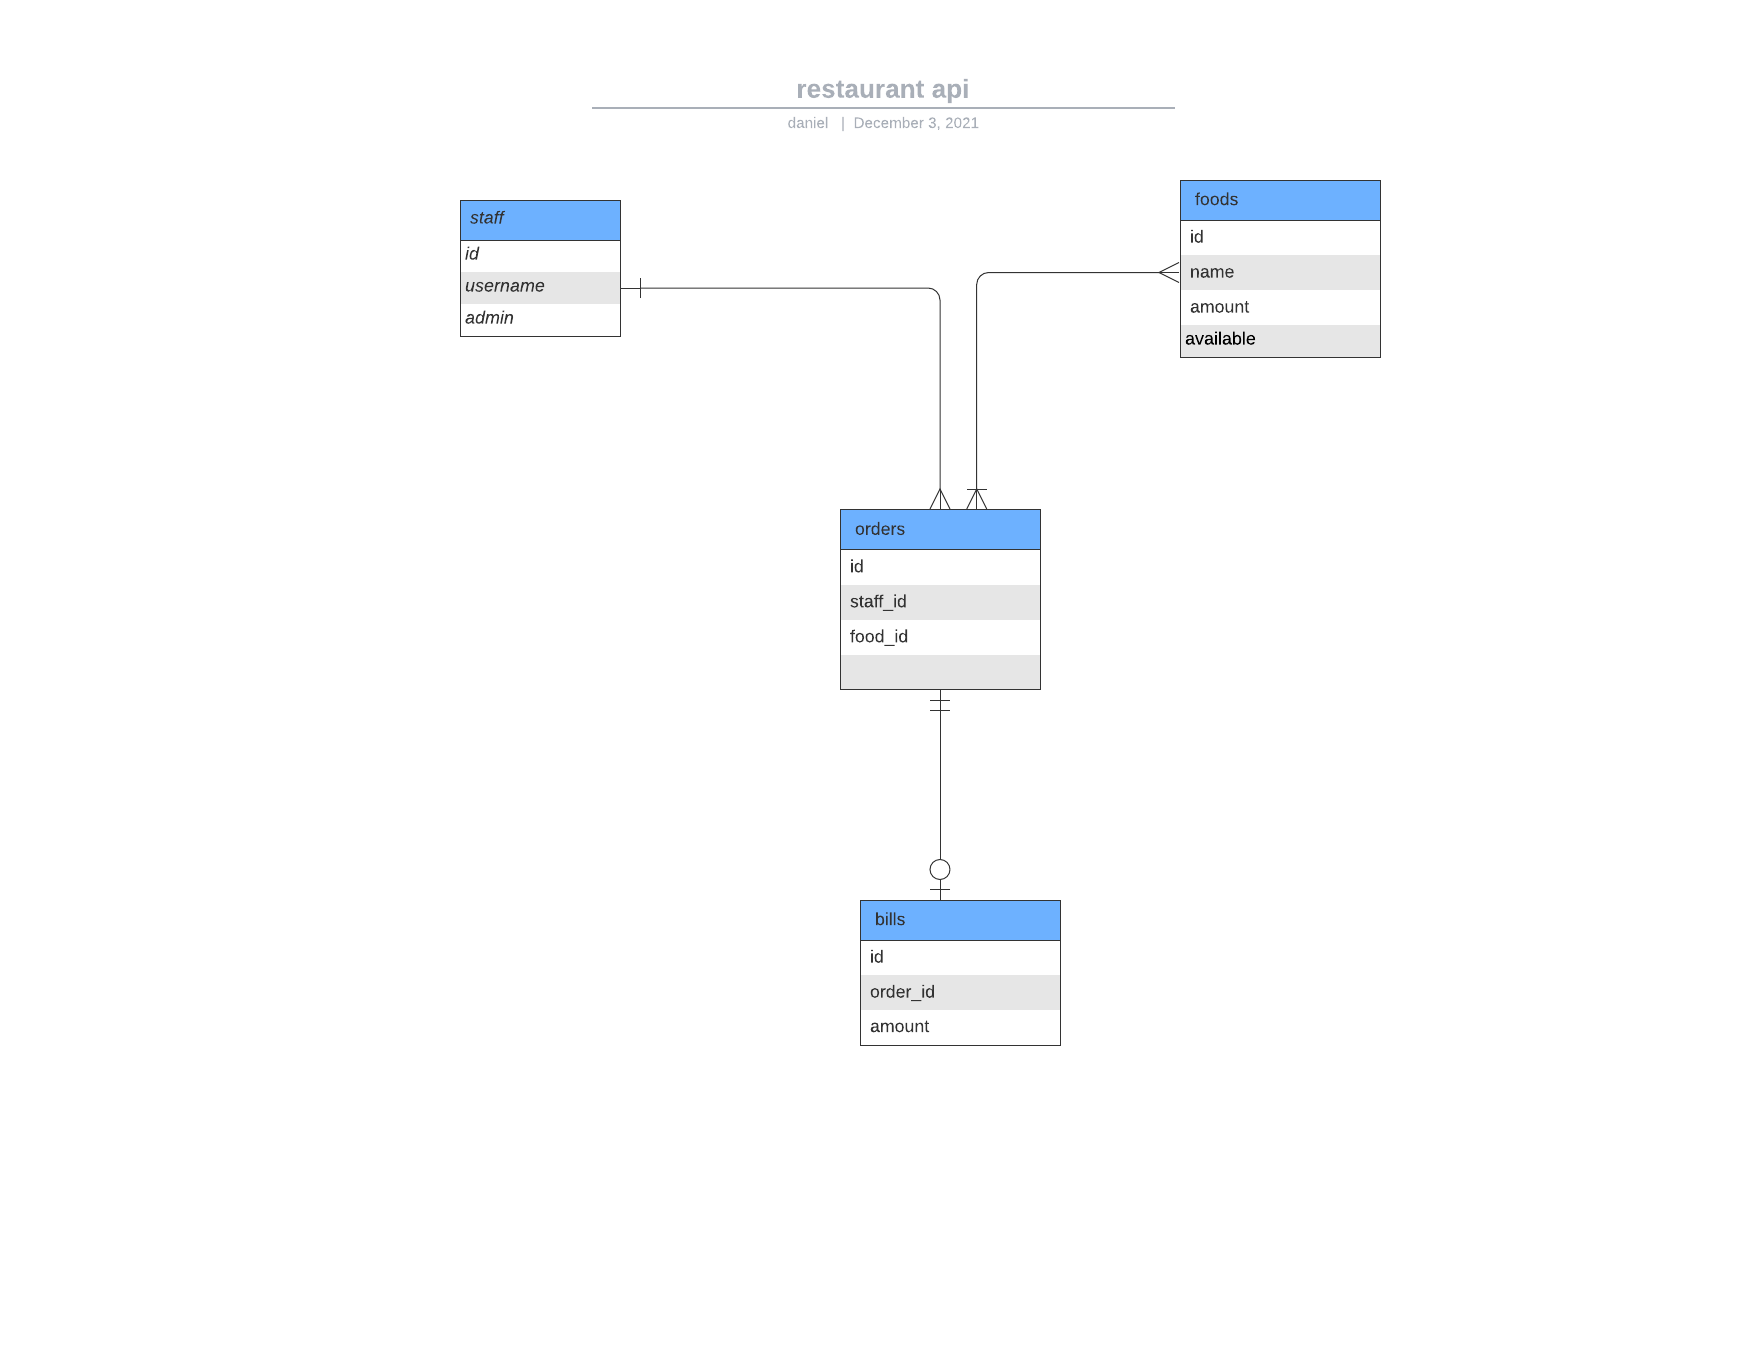 restaurant api
daniel | December 3, 2021
staff
id
username
admin
foods
id
name
amount
available
orders
id
staff_id
food_id
bills
id
order_id
amount